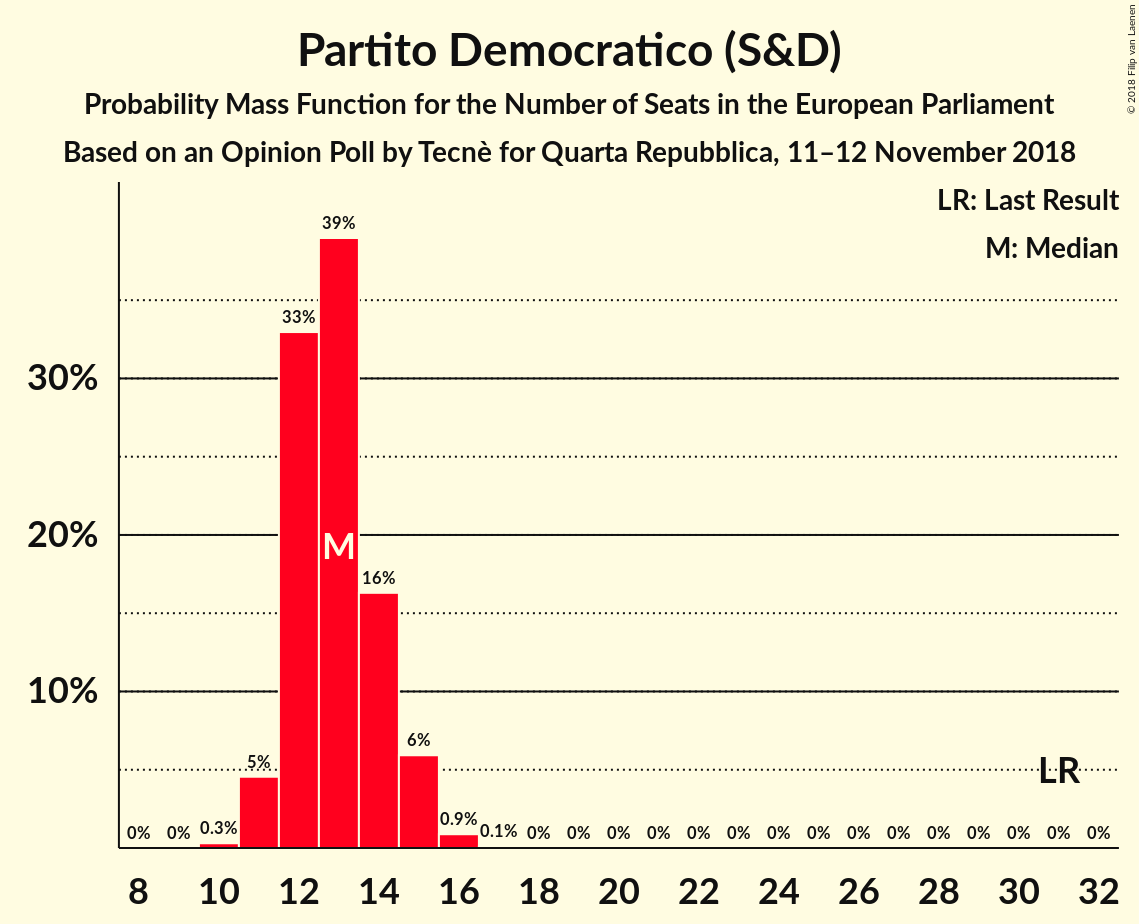 Partito Democratico (S&D)
Probability Mass Function for the Number of Seats in the European Parliament
Based on an Opinion Poll by Tecnè for Quarta Repubblica, 11–12 November 2018
© 2018 Filip van Laenen
LR: Last Result
M: Median
39%
33%
30%
20%
M
16%
10%
6%
5%
LR
0% 0% 0.3% 0.9% 0.1% 0% 0% 0% 0% 0% 0% 0% 0% 0% 0% 0% 0% 0% 0% 0%
8 10 12 14 16 18 20 22 24 26 28 30 32